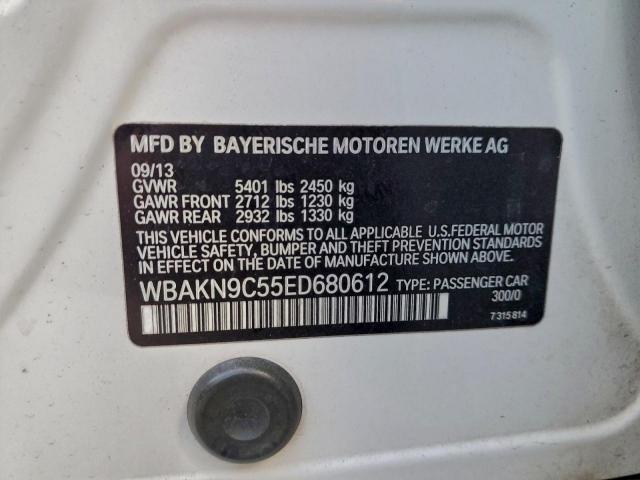 MFD BY BAYERISCHE MOTOREN WERKE AG
09/13
GVWR 5401 lbs 2450 kg
GAWR FRONT 2712 lbs 1230 kg
GAWR REAR 2932 lbs 1330 kg
THIS VEHICLE CONFORMS TO ALL APPLICABLE U.S.FEDERAL MOTOR
VEHICLE SAFETY, BUMPER AND THEFT PREVENTION STANDARDS
IN EFFECT ON THE DATE OF MANUFACTURE SHOWN ABOVE.
WBAKN9C55ED680612 TYPE: PASSENGER CAR
300/0
7315814